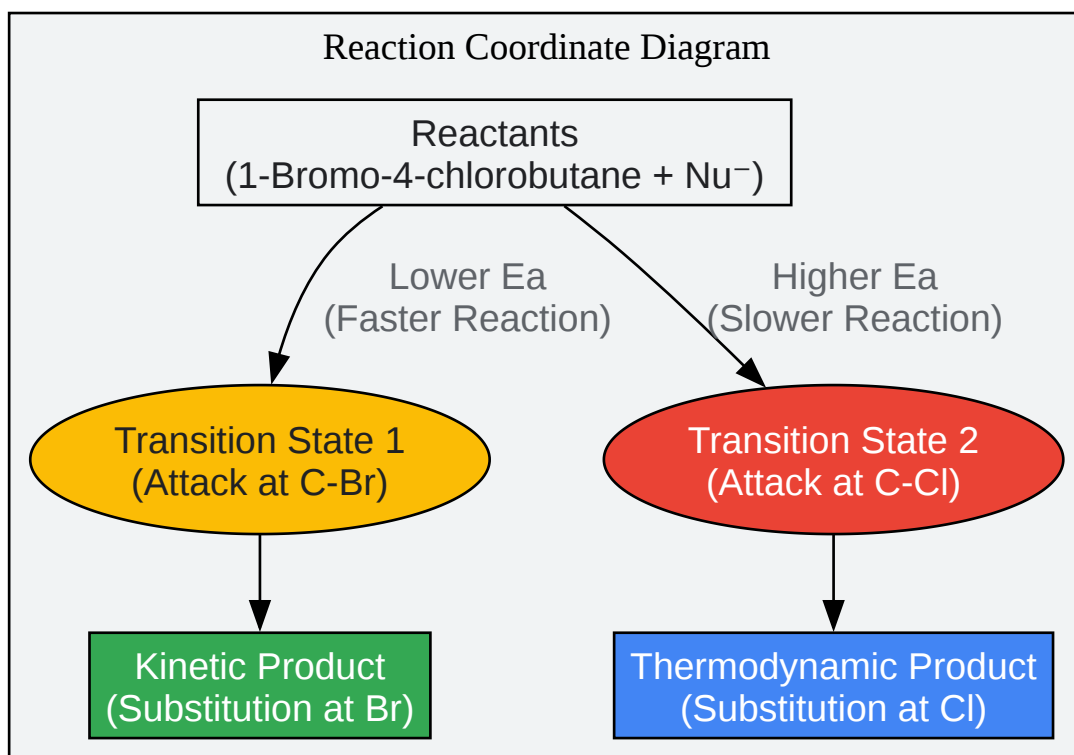 Reaction Coordinate Diagram
Reactants
(1-Bromo-4-chlorobutane + Nu⁻)
Lower Ea
(Faster Reaction)
Higher Ea
(Slower Reaction)
Transition State 1
(Attack at C-Br)
Transition State 2
(Attack at C-Cl)
Kinetic Product
(Substitution at Br)
Thermodynamic Product
(Substitution at Cl)